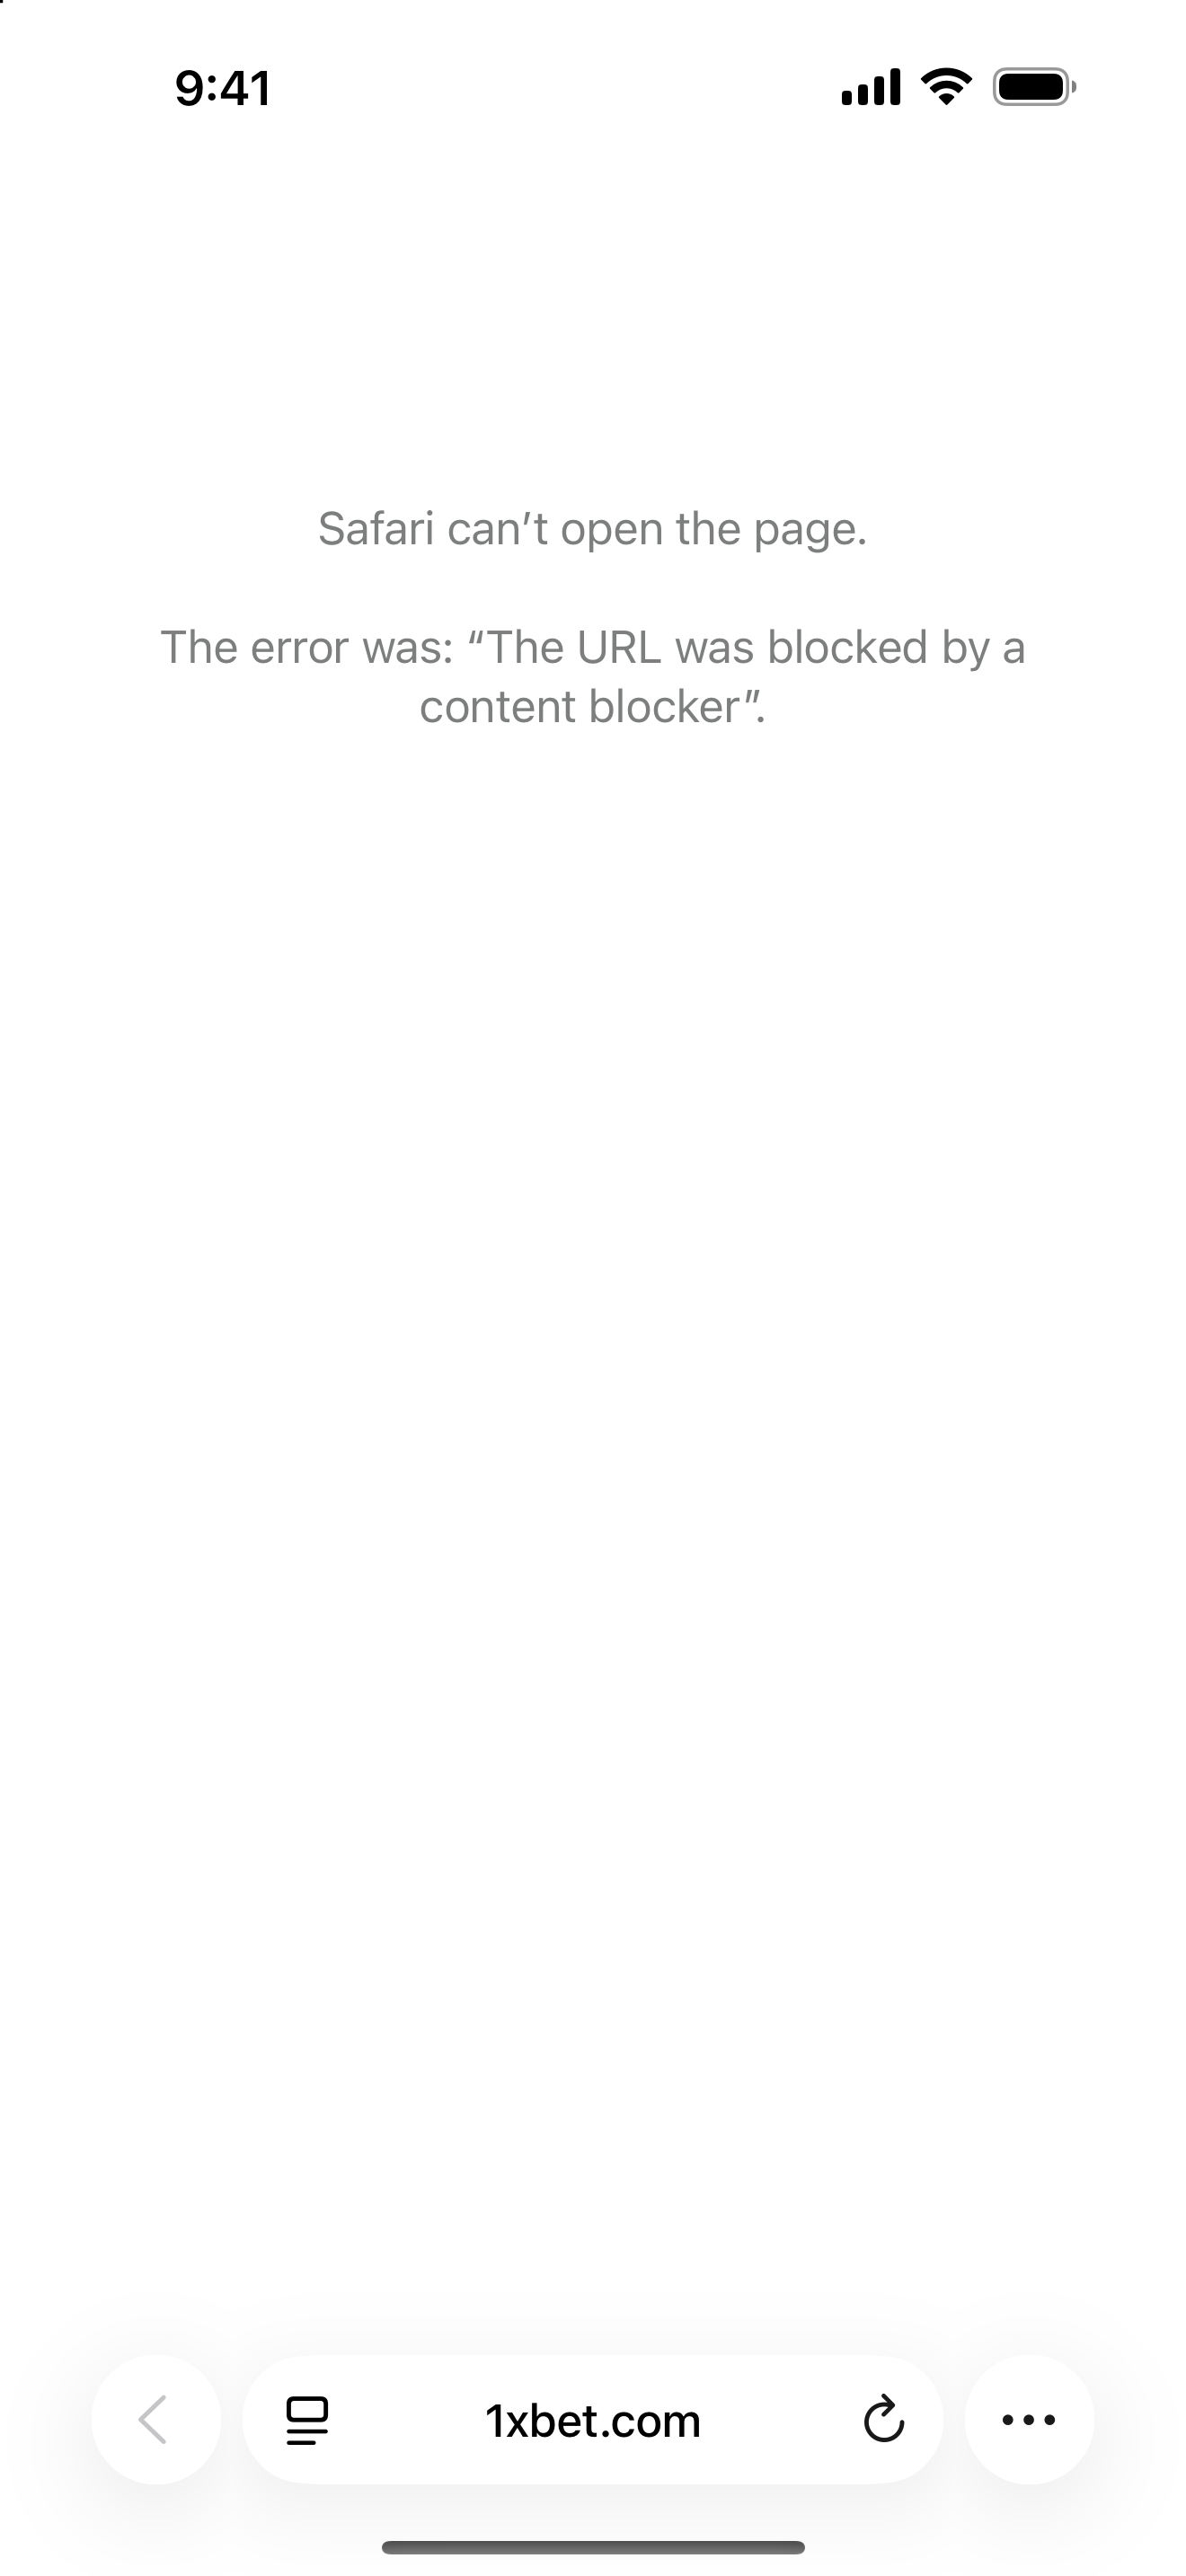 9:41
Safari can’t open the page.
The error was: “The URL was blocked by a
content blocker”.
1xbet.com